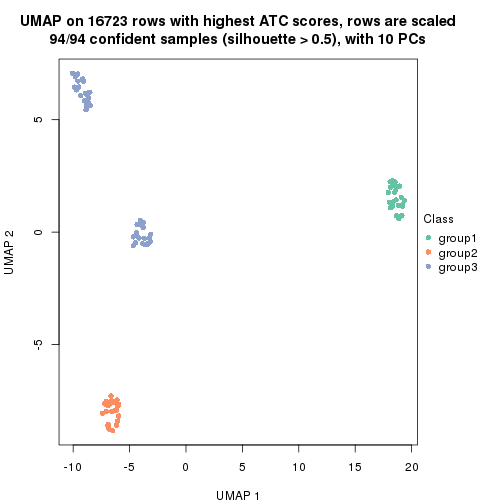 UMAP on 16723 rows with highest ATC scores, rows are scaled
94/94 confident samples (silhouette > 0.5), with 10 PCs
5
0
-5
UMAP 2
-10
-5
0
5
10
15
20
UMAP 1
Class
group1
group2
group3